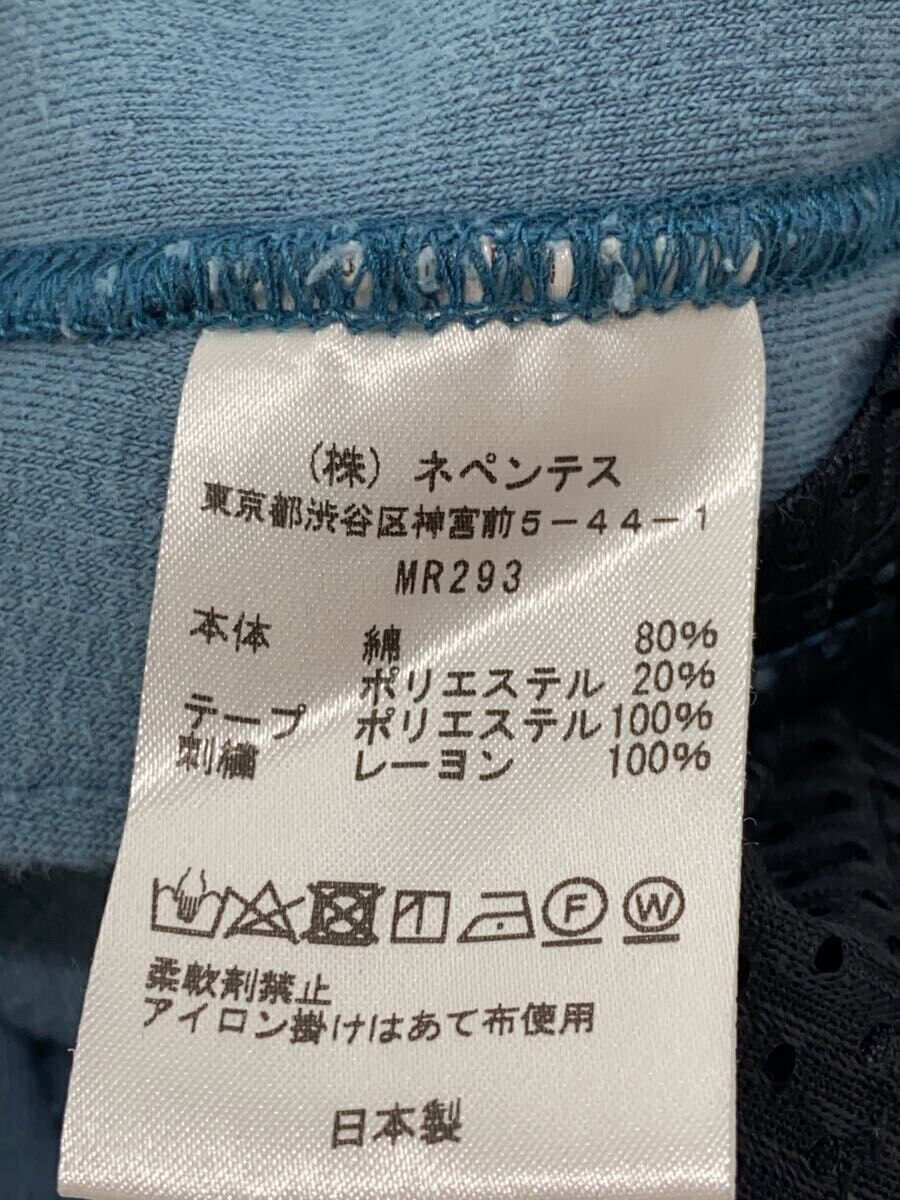 (株) ネペンテス
東京都渋谷区神宮前5-44-1
MR293
本体 綿 80%
ポリエステル 20%
テープ ポリエステル 100%
刺繍 レーヨン 100%
F W
柔軟剤禁止
アイロン掛けはあて布使用
日本製